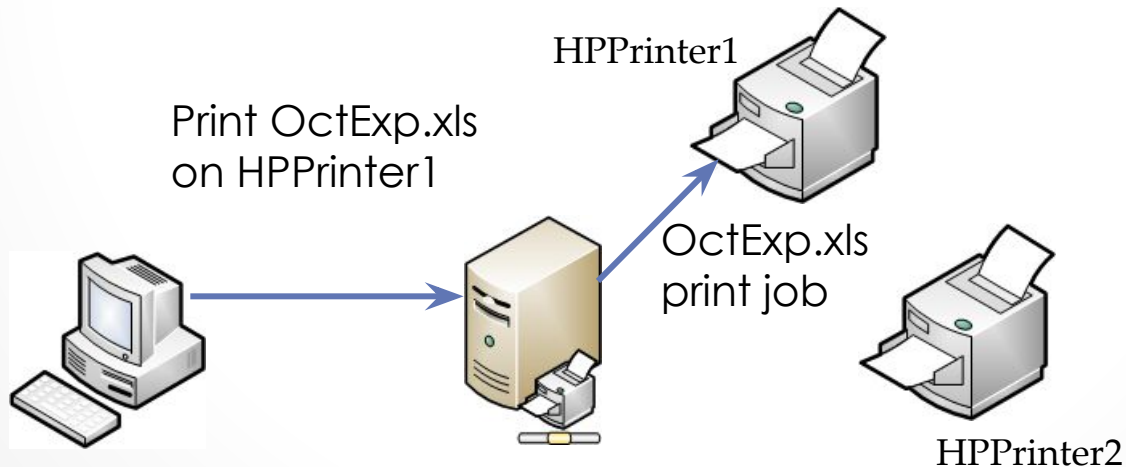 HPPrinter1
Print OctExp.xls
on HPPrinter1
OctExp.xls
print job
HPPrinter2